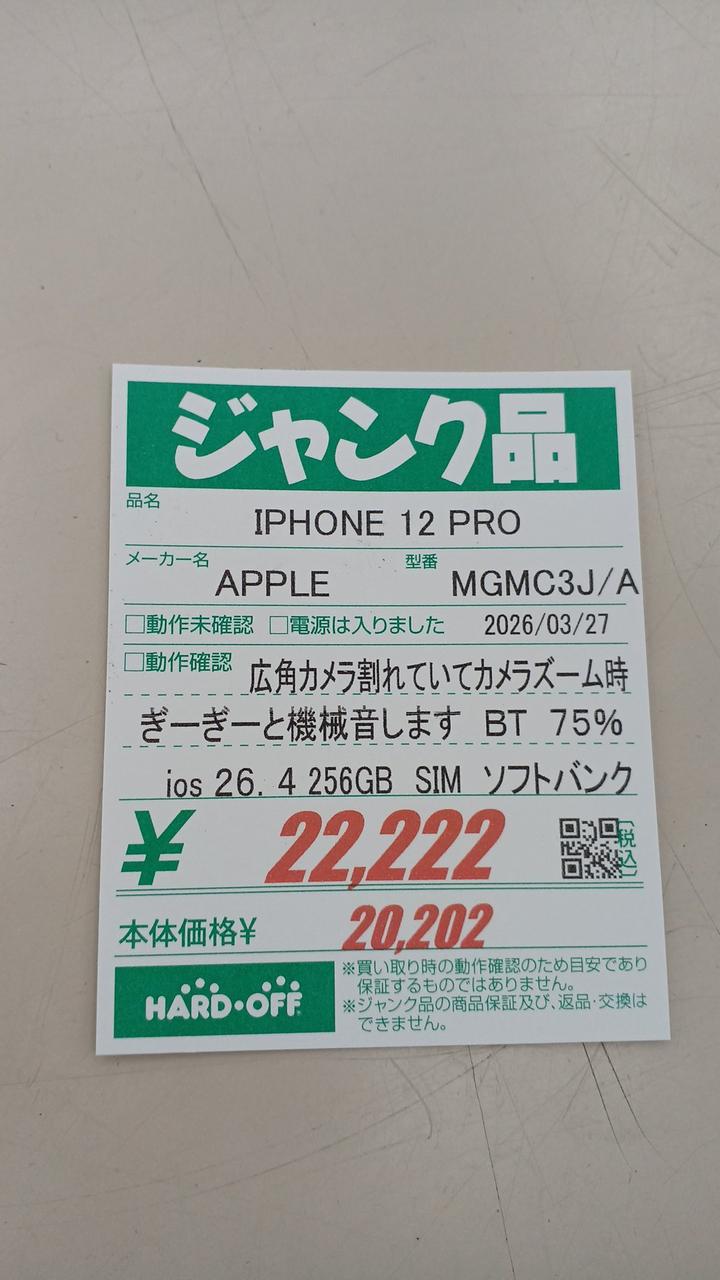 ジャンク品
品名
IPHONE 12 PRO
メーカー名 APPLE 型番 MGMC3J/A
□動作未確認 □電源は入りました 2026/03/27
□動作確認 広角カメラ割れていてカメラズーム時
ぎーぎーと機械音します BT 75%
ios 26.4 256GB SIM ソフトバンク
¥ 22,222 (税込)
本体価格¥ 20,202
HARD・OFF
※買い取り時の動作確認のため目安であり
保証するものではありません。
※ジャンク品の商品保証及び、返品・交換は
できません。